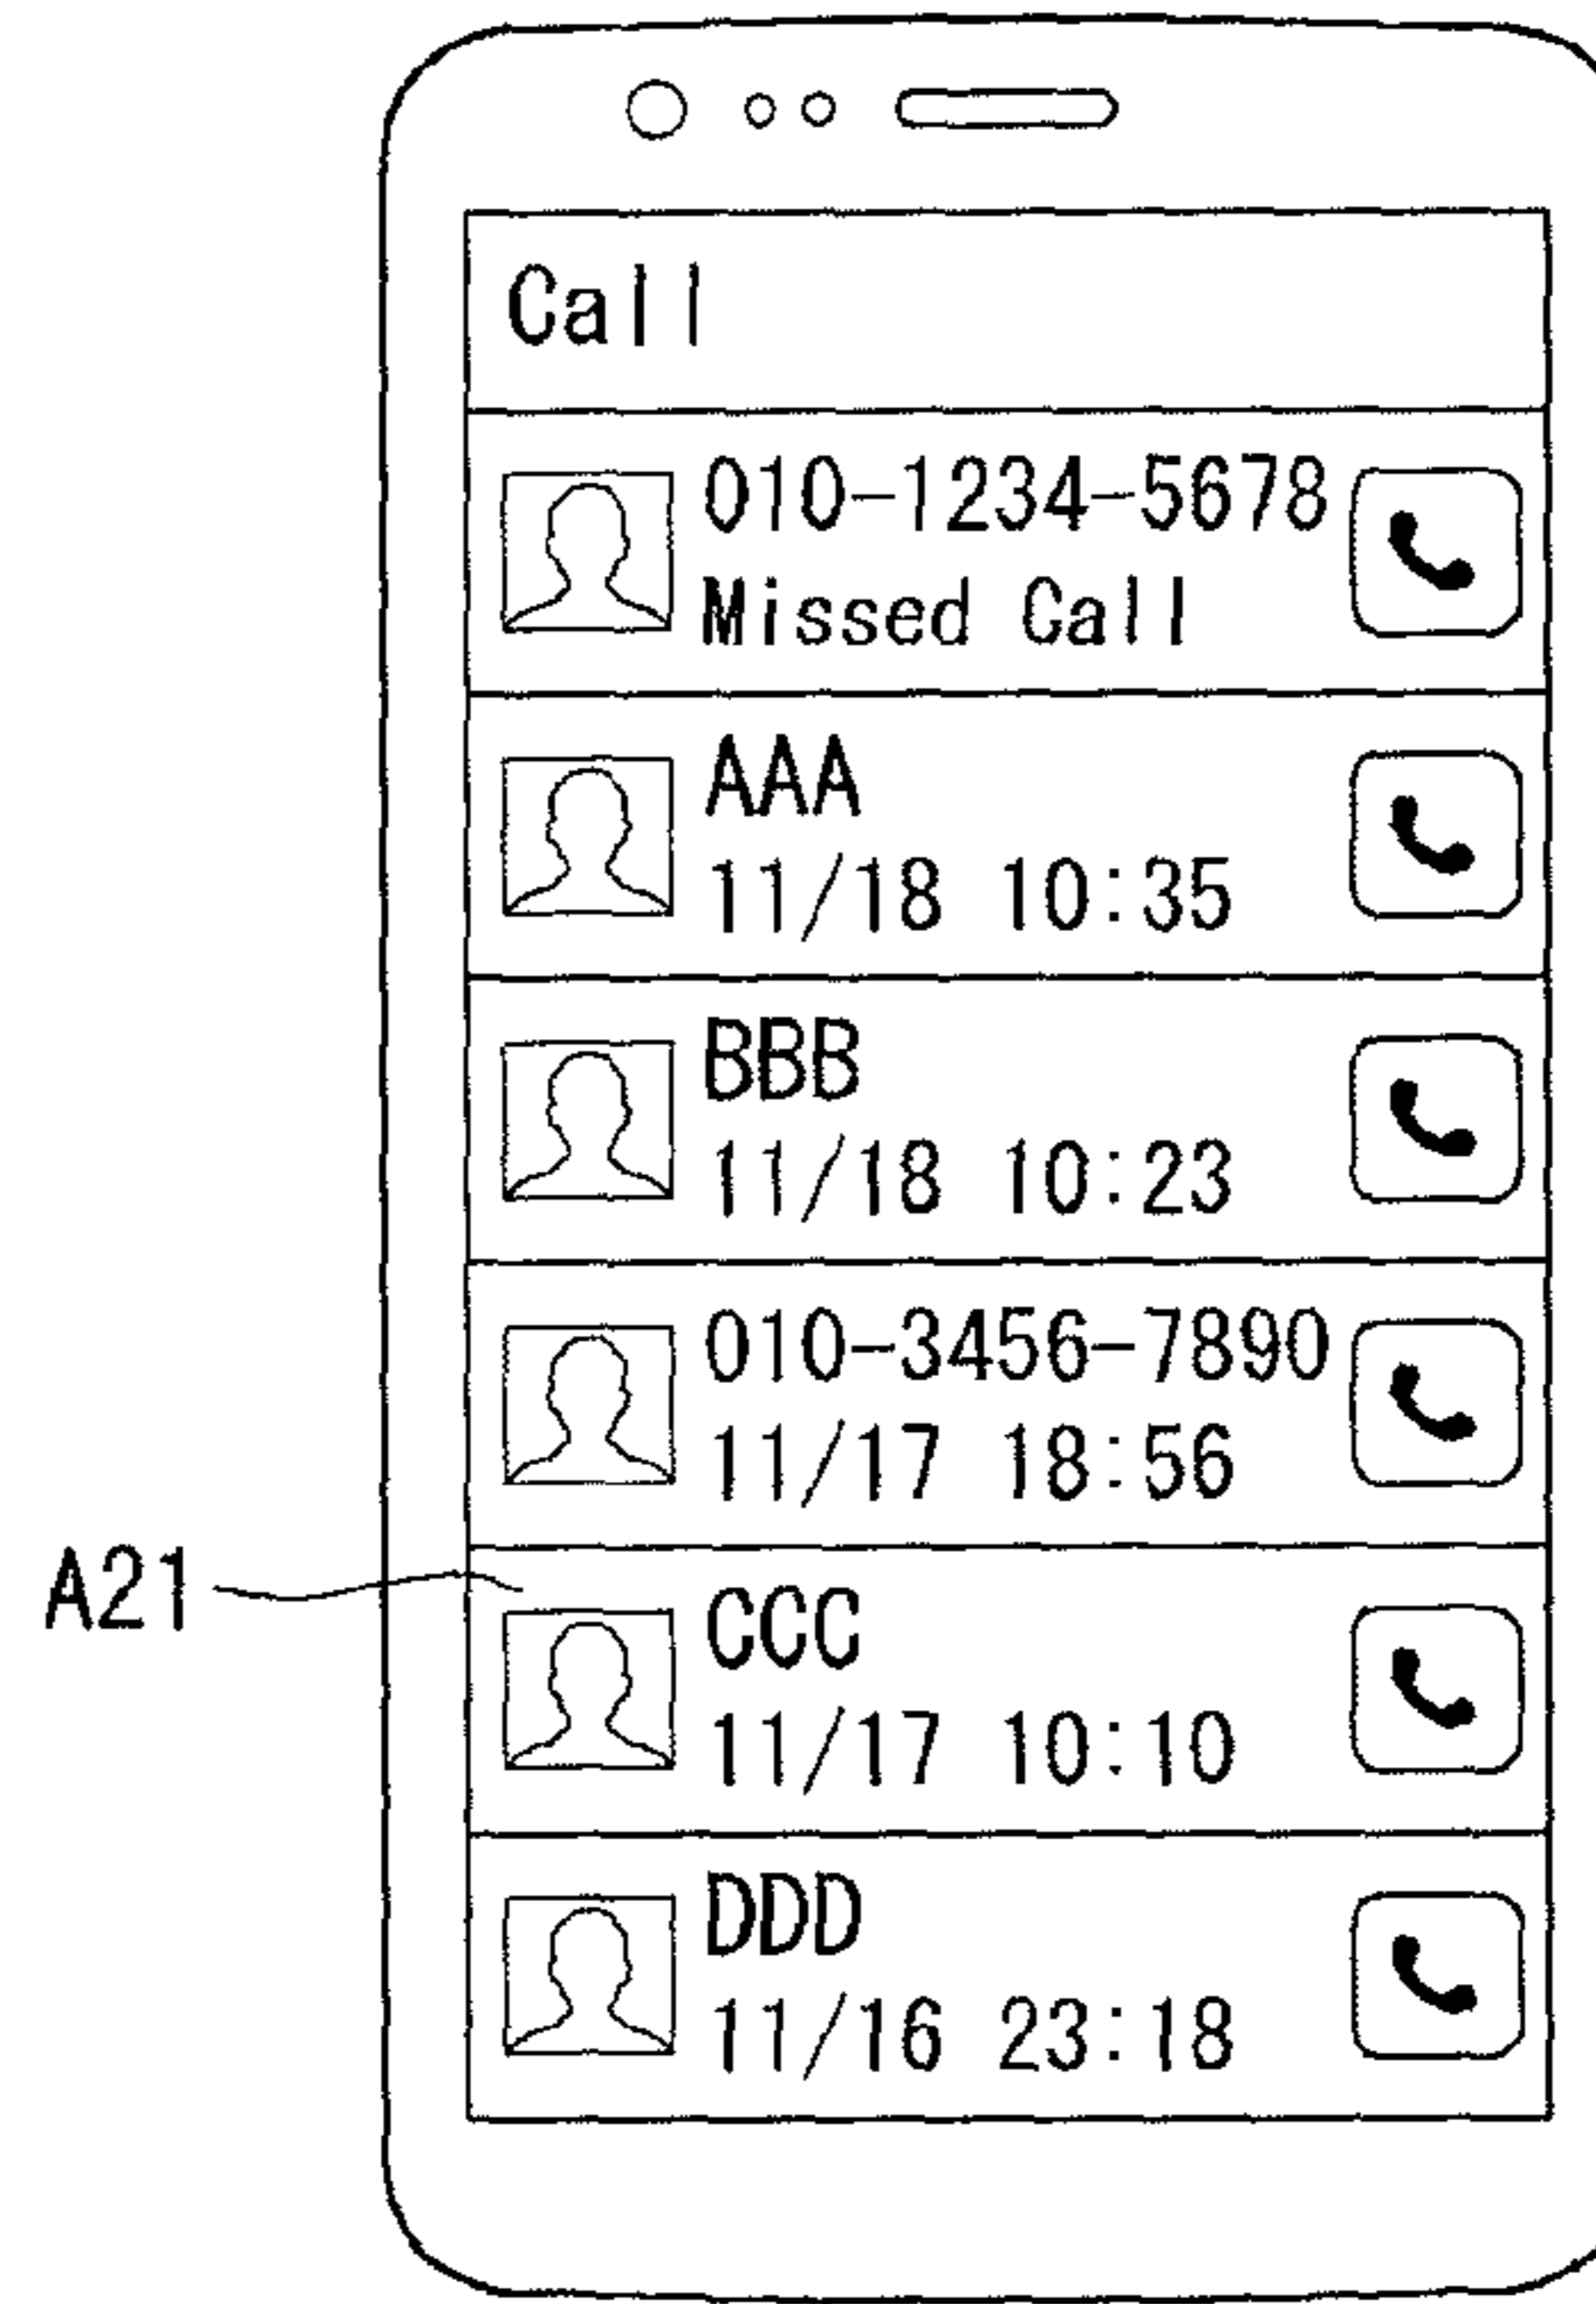 Call
010-1234-5678
Missed Call
AAA
11/18 10:35
BBB
11/18 10:23
010-3456-7890
11/17 18:56
A21
CCC
11/17 10:10
DDD
11/16 23:18